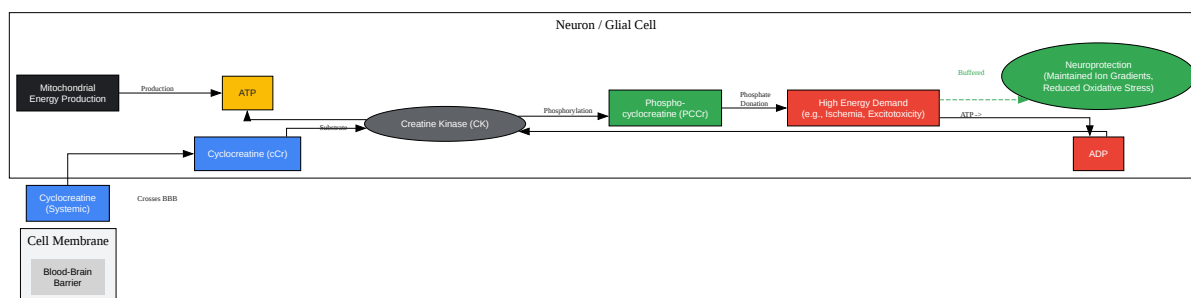 Neuron / Glial Cell
Neuroprotection
(Maintained Ion Gradients,
Reduced Oxidative Stress)
Buffered
Mitochondrial
Energy Production
Production
ATP
Phospho-
cyclocreatine (PCCr)
Phosphate
Donation
High Energy Demand
(e.g., Ischemia, Excitotoxicity)
Phosphorylation
ATP ->
Creatine Kinase (CK)
Substrate
Cyclocreatine (cCr)
ADP
Cyclocreatine
(Systemic)
Crosses BBB
Cell Membrane
Blood-Brain
Barrier